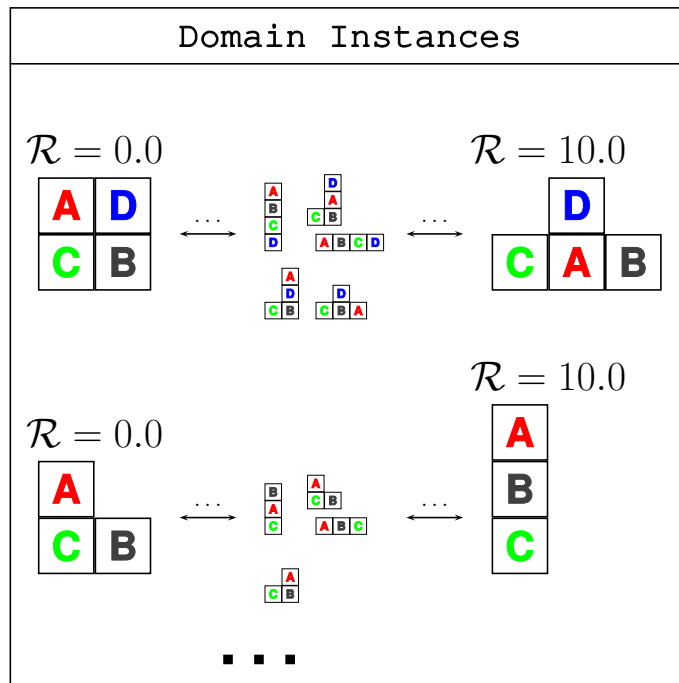 Domain Instances
R = 0.0
R = 10.0
A D
C B
. . .
A
B
C
D
D
A
C B
A B C D
A
D
C B
D
C B A
. . .
D
C A B
R = 0.0
R = 10.0
A
C B
. . .
B
A
C
A
C B
A B C
A
C B
. . .
A
B
C
. . .